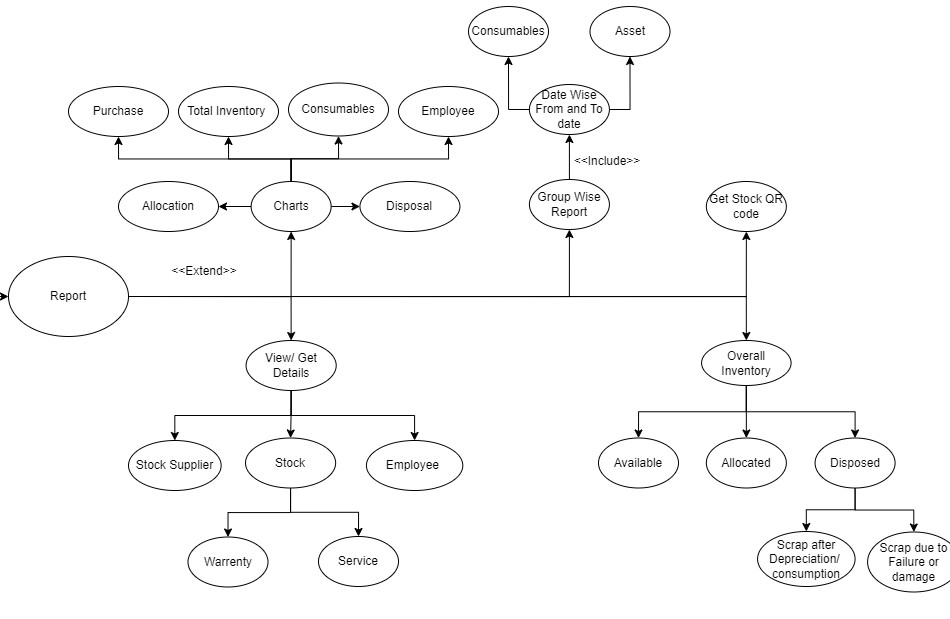 Consumables
Asset
Purchase
Total Inventory
Consumables
Employee
Date Wise
From and To
date
<<Include>>
Allocation
Charts
Disposal
Group Wise
Report
Get Stock QR
code
<<Extend>>
Report
View/ Get
Details
Overall
Inventory
Stock Supplier
Stock
Employee
Available
Allocated
Disposed
Warrenty
Service
Scrap after
Depreciation/
consumption
Scrap due to
Failure or
damage